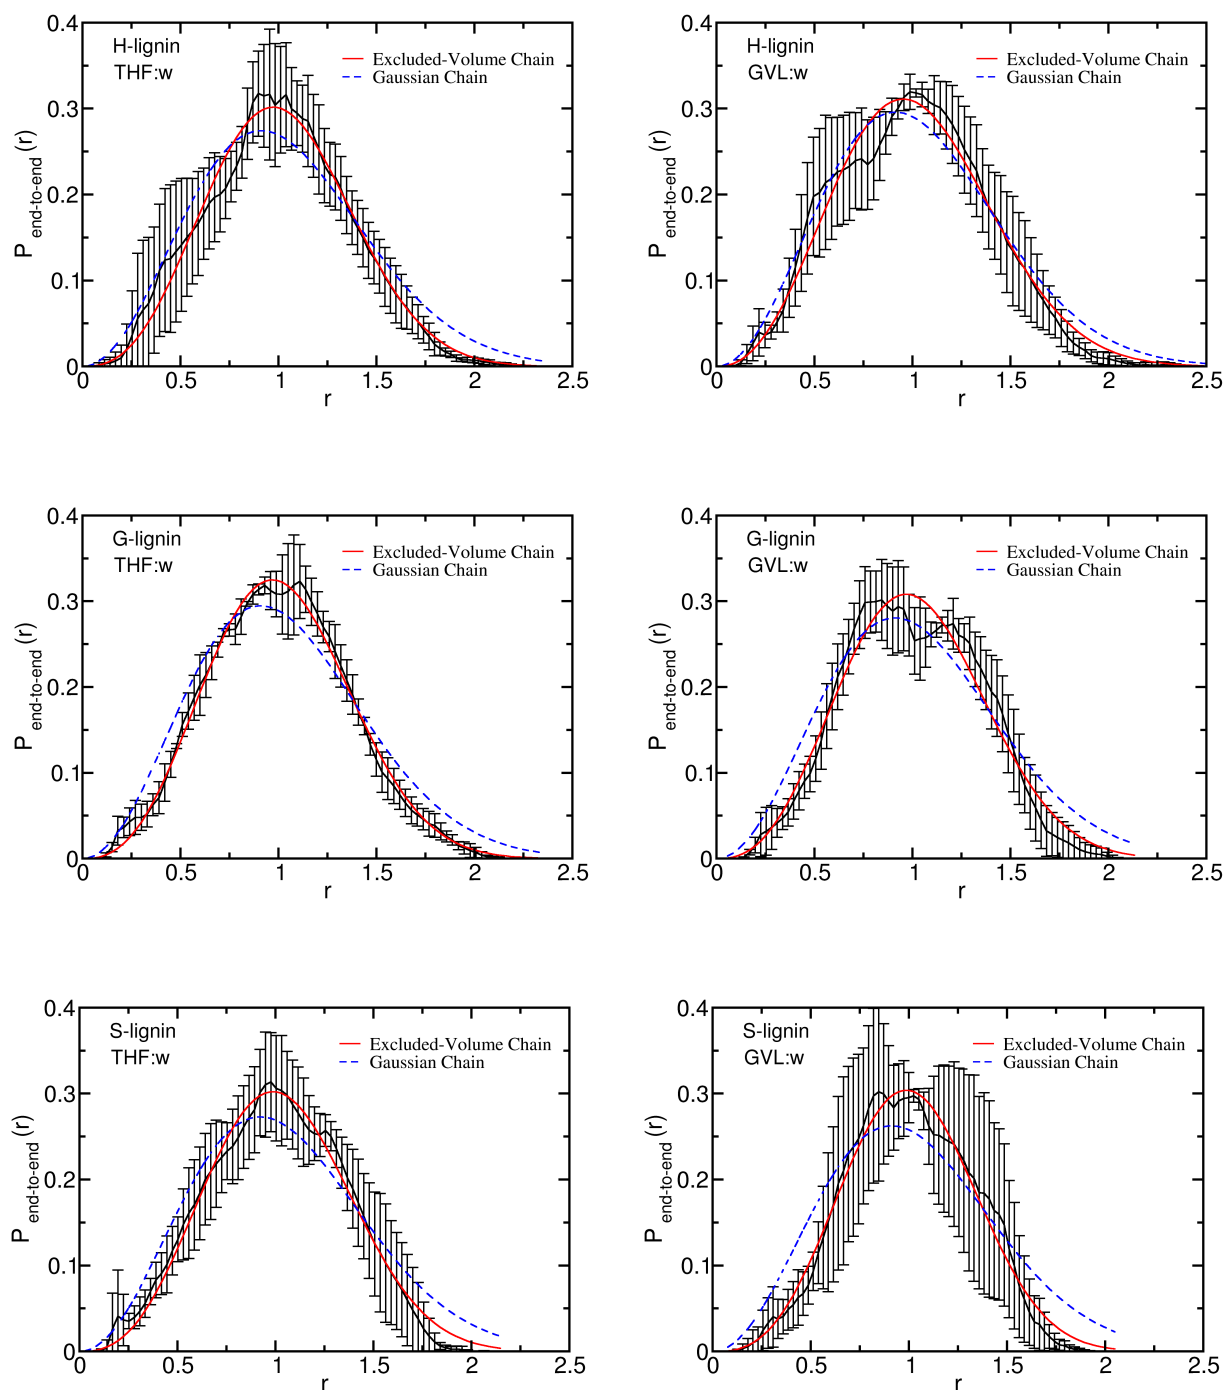 H-lignin
THF:w
Excluded-Volume Chain
Gaussian Chain
0.4
0.3
0.2
0.1
0
P end-to-end (r)
0 0.5 1 1.5 2 2.5
r
H-lignin
GVL:w
Excluded-Volume Chain
Gaussian Chain
0.4
0.3
0.2
0.1
0
P end-to-end (r)
0 0.5 1 1.5 2 2.5
r
G-lignin
THF:w
Excluded-Volume Chain
Gaussian Chain
0.4
0.3
0.2
0.1
0
P end-to-end (r)
0 0.5 1 1.5 2 2.5
r
G-lignin
GVL:w
Excluded-Volume Chain
Gaussian Chain
0.4
0.3
0.2
0.1
0
P end-to-end (r)
0 0.5 1 1.5 2 2.5
r
S-lignin
THF:w
Excluded-Volume Chain
Gaussian Chain
0.4
0.3
0.2
0.1
0
P end-to-end (r)
0 0.5 1 1.5 2 2.5
r
S-lignin
GVL:w
Excluded-Volume Chain
Gaussian Chain
0.4
0.3
0.2
0.1
0
P end-to-end (r)
0 0.5 1 1.5 2 2.5
r